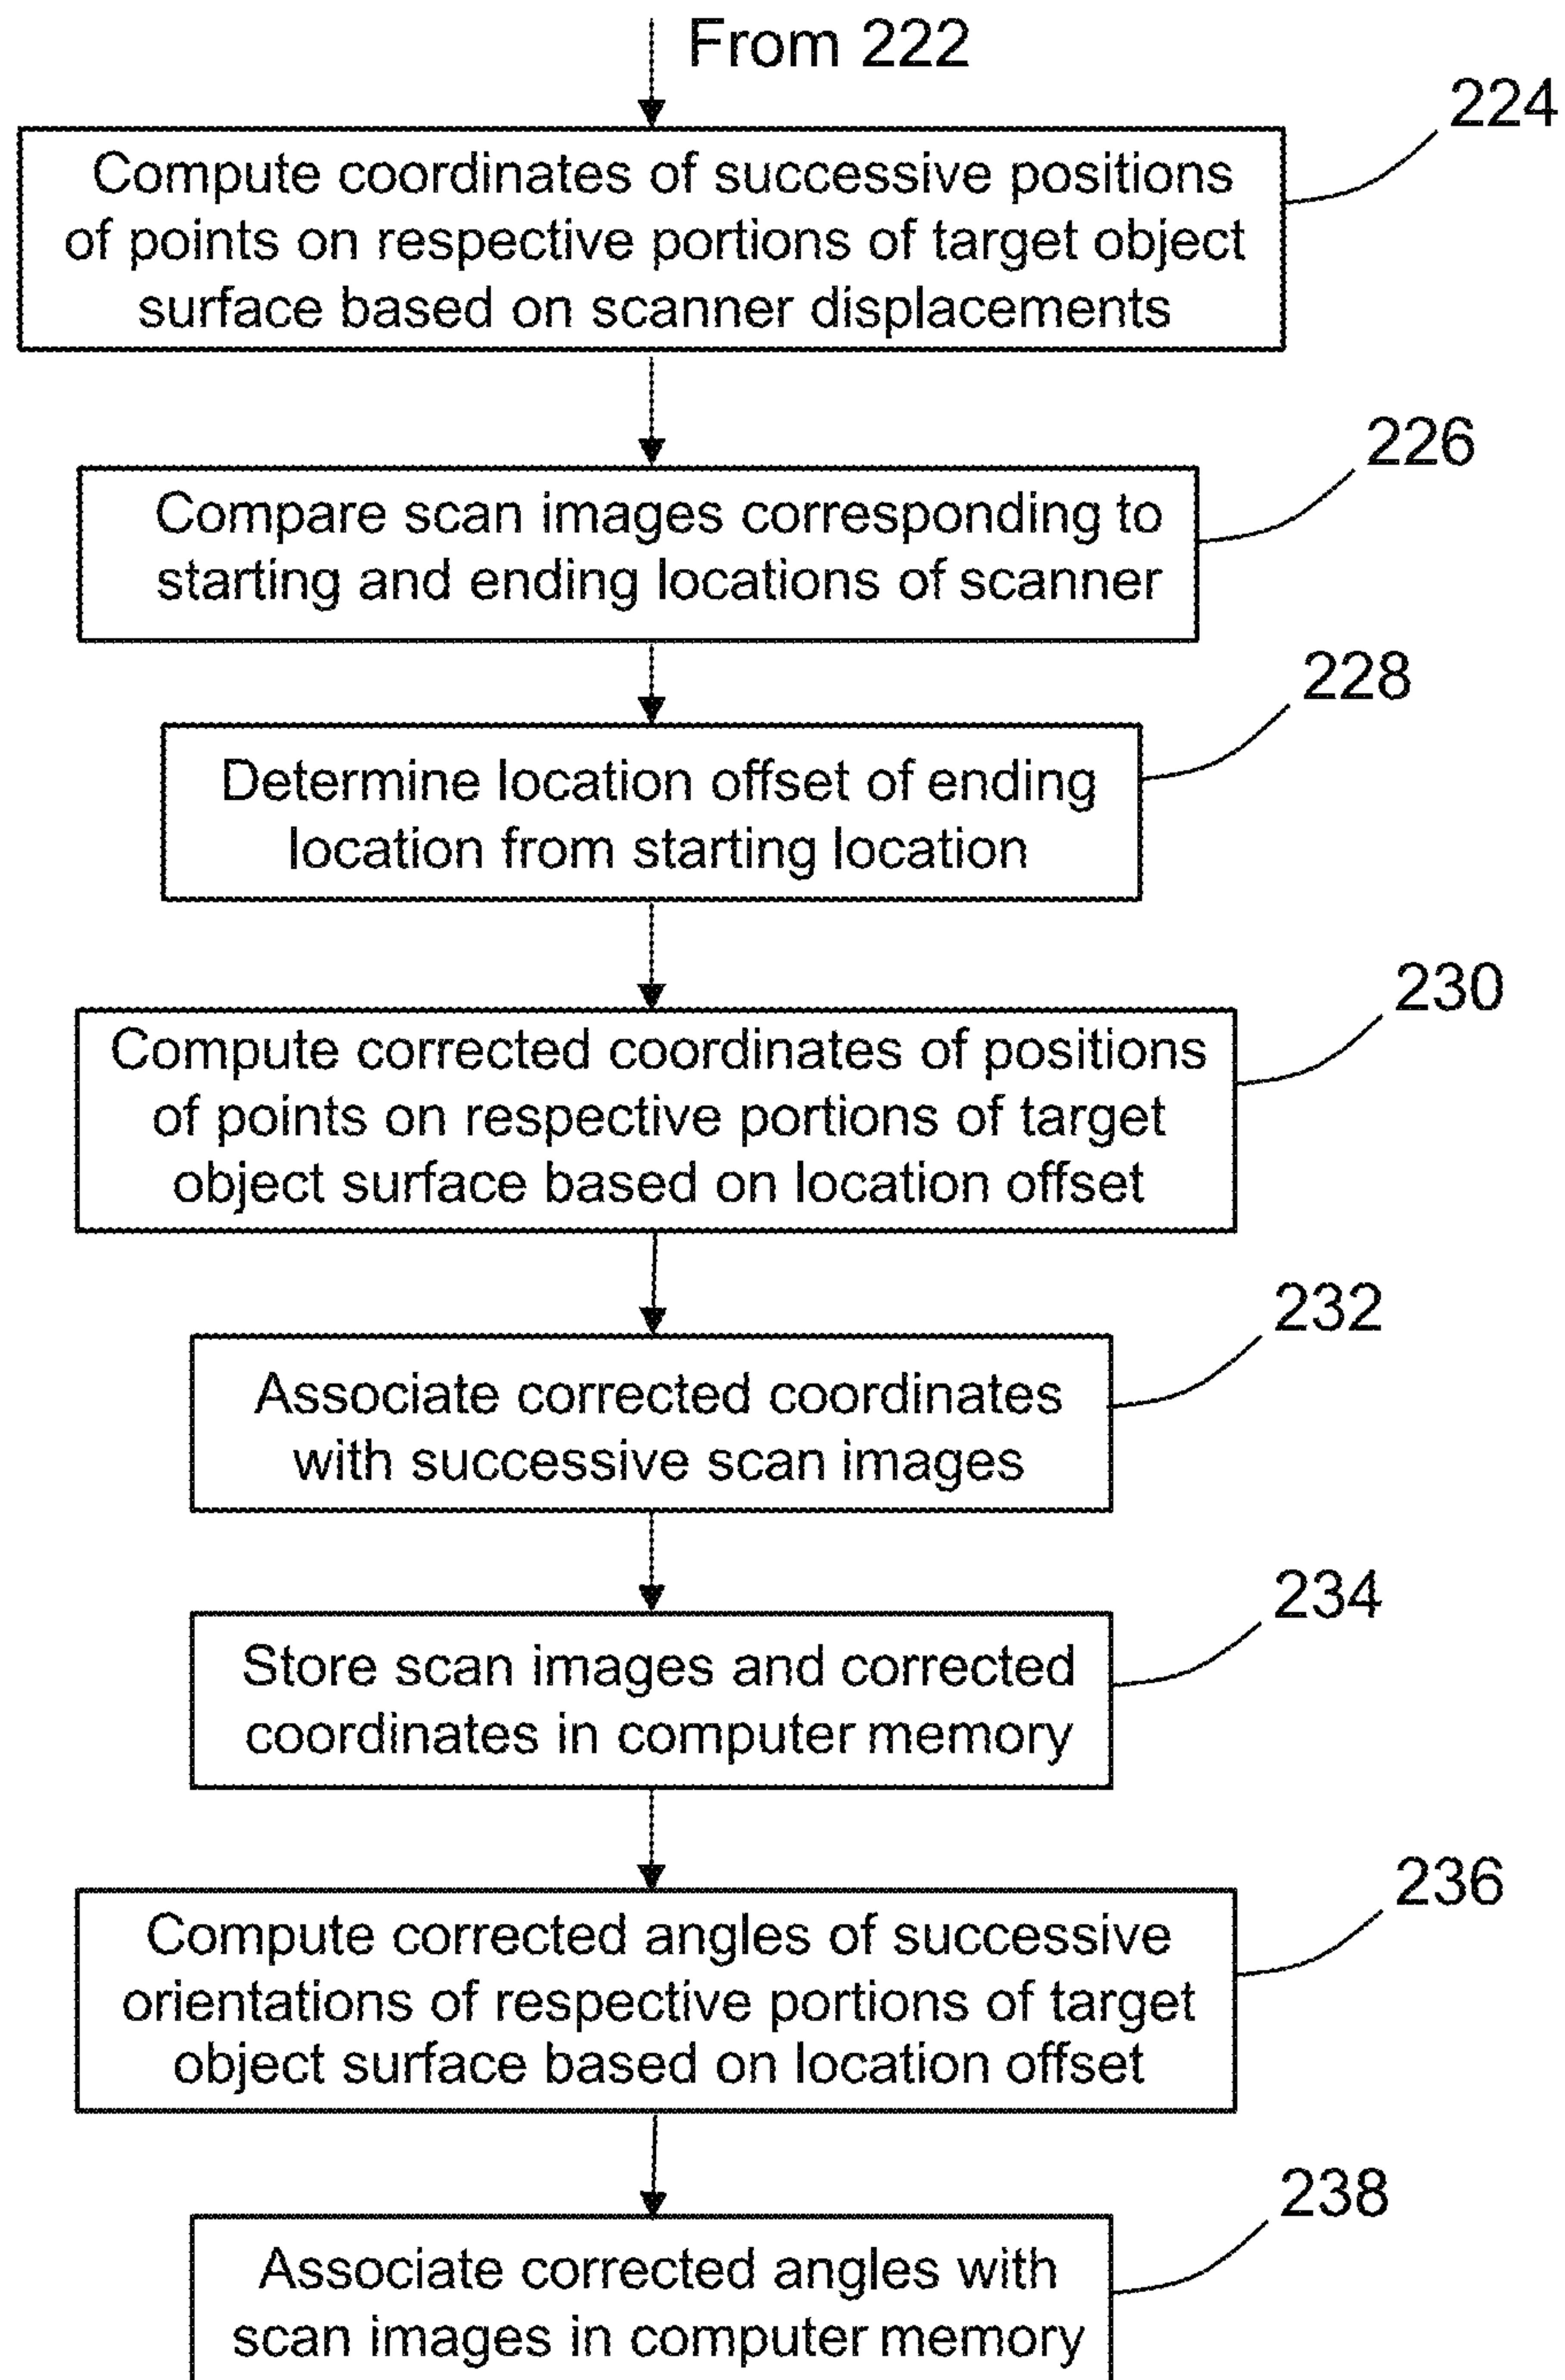 From 222
224
Compute coordinates of successive positions
of points on respective portions of target object
surface based on scanner displacements
226
Compare scan images corresponding to
starting and ending locations of scanner
228
Determine location offset of ending
location from starting location
230
Compute corrected coordinates of positions
of points on respective portions of target
object surface based on location offset
232
Associate corrected coordinates
with successive scan images
234
Store scan images and corrected
coordinates in computer memory
236
Compute corrected angles of successive
orientations of respective portions of target
object surface based on location offset
238
Associate corrected angles with
scan images in computer memory